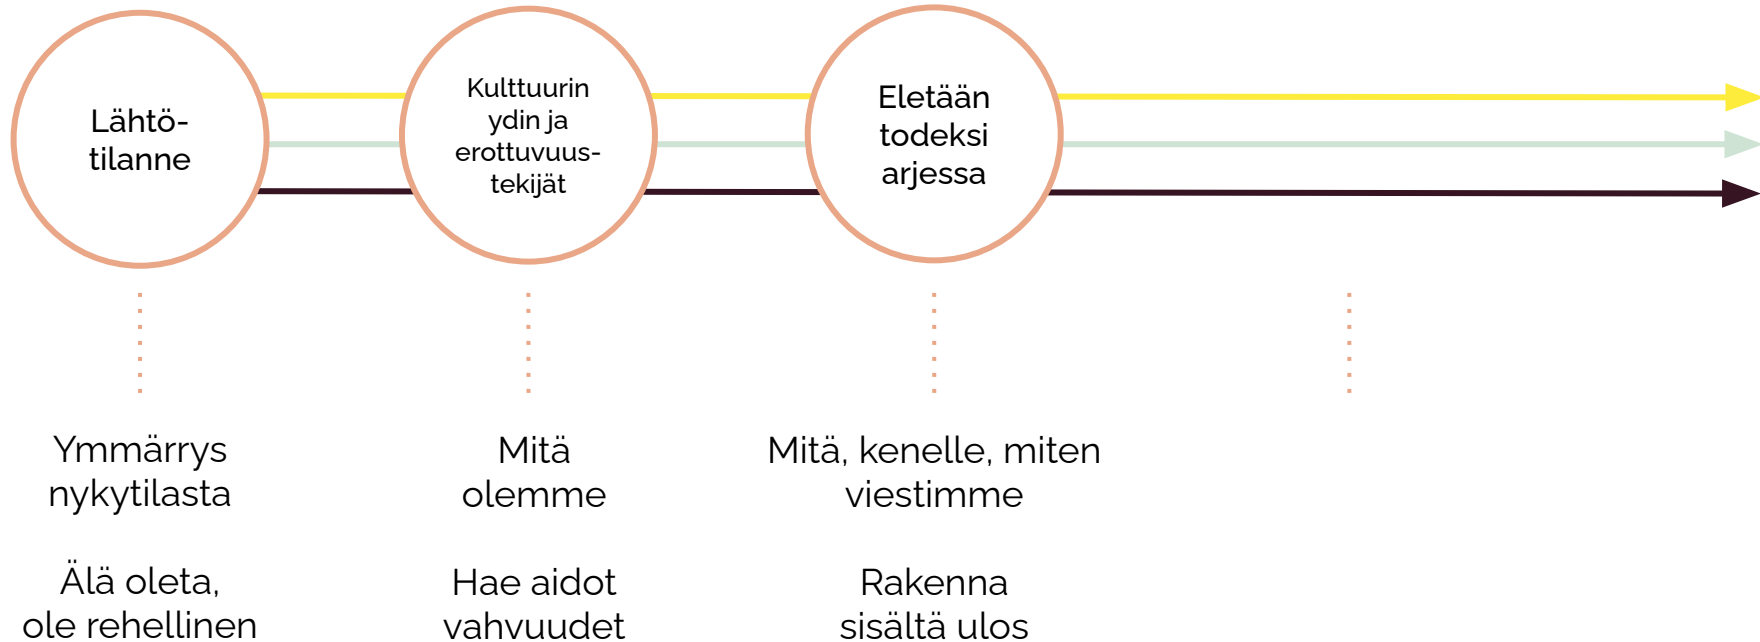 Lähtö-
tilanne
Kulttuurin
ydin ja
erottuvuus-
tekijät
Eletään
todeksi
arjessa
Ymmärrys
nykytilasta
Älä oleta,
ole rehellinen
Mitä
olemme
Hae aidot
vahvuudet
Mitä, kenelle, miten
viestimme
Rakenna
sisältä ulos